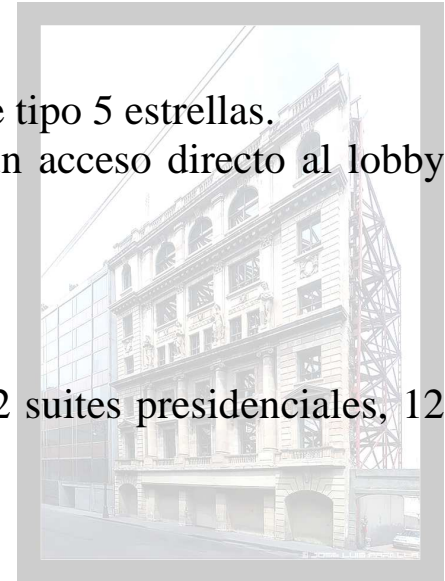 e tipo 5 estrellas.
n acceso directo al lobby
2 suites presidenciales, 12